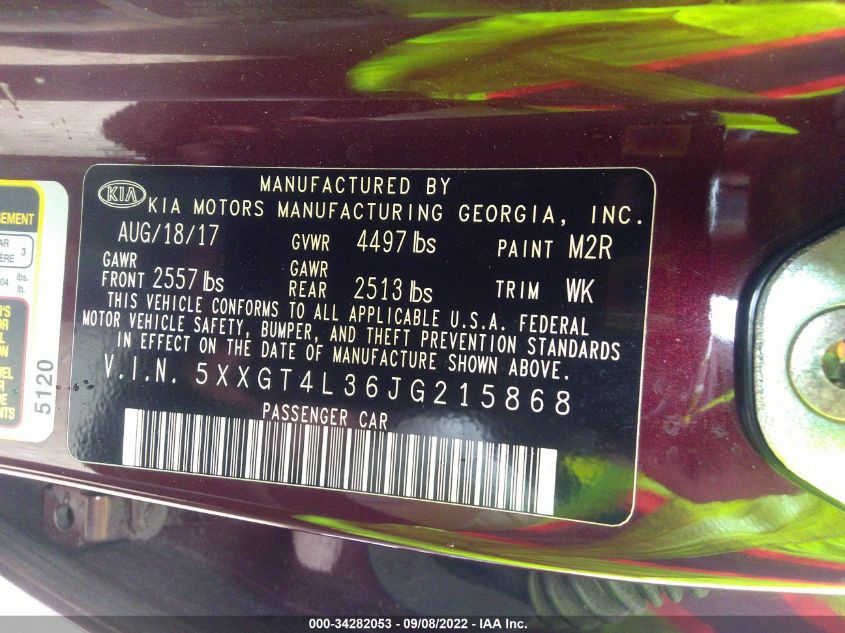 MANUFACTURED BY
KIA
KIA MOTORS MANUFACTURING GEORGIA, INC.
AUG/18/17 GVWR 4497 lbs PAINT M2R
GAWR FRONT 2557 lbs GAWR REAR 2513 lbs TRIM WK
THIS VEHICLE CONFORMS TO ALL APPLICABLE U.S.A. FEDERAL
MOTOR VEHICLE SAFETY, BUMPER, AND THEFT PREVENTION STANDARDS
IN EFFECT ON THE DATE OF MANUFACTURE SHOWN ABOVE.
V.I.N. 5XXGT4L36JG215868
PASSENGER CAR
3
lbs.
lb.
5120
000-34282053 - 09/08/2022 - IAA Inc.